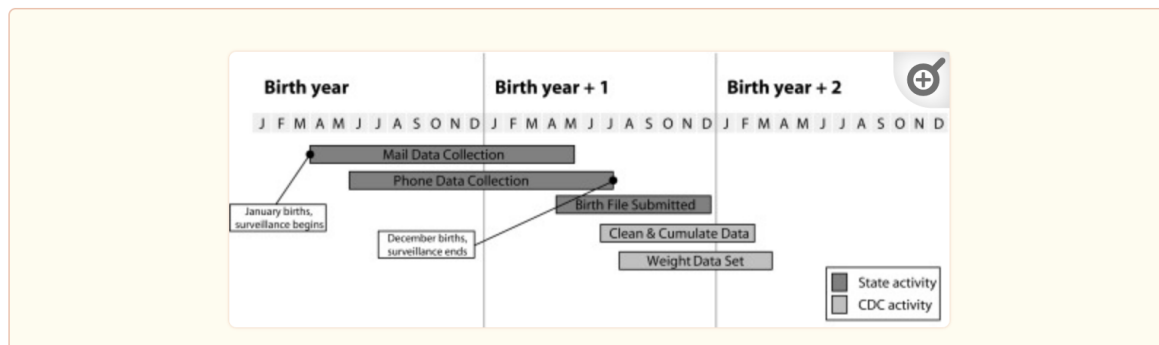 Birth year Birth year + 1 Birth year + 2
J F M A M J J A S O N D J F M A M J J A S O N D J F M A M J J A S O N D
Mail Data Collection
Phone Data Collection
Birth File Submitted
January births,
surveillance begins
Clean & Cumulate Data
December births,
surveillance ends
Weight Data Set
State activity
CDC activity